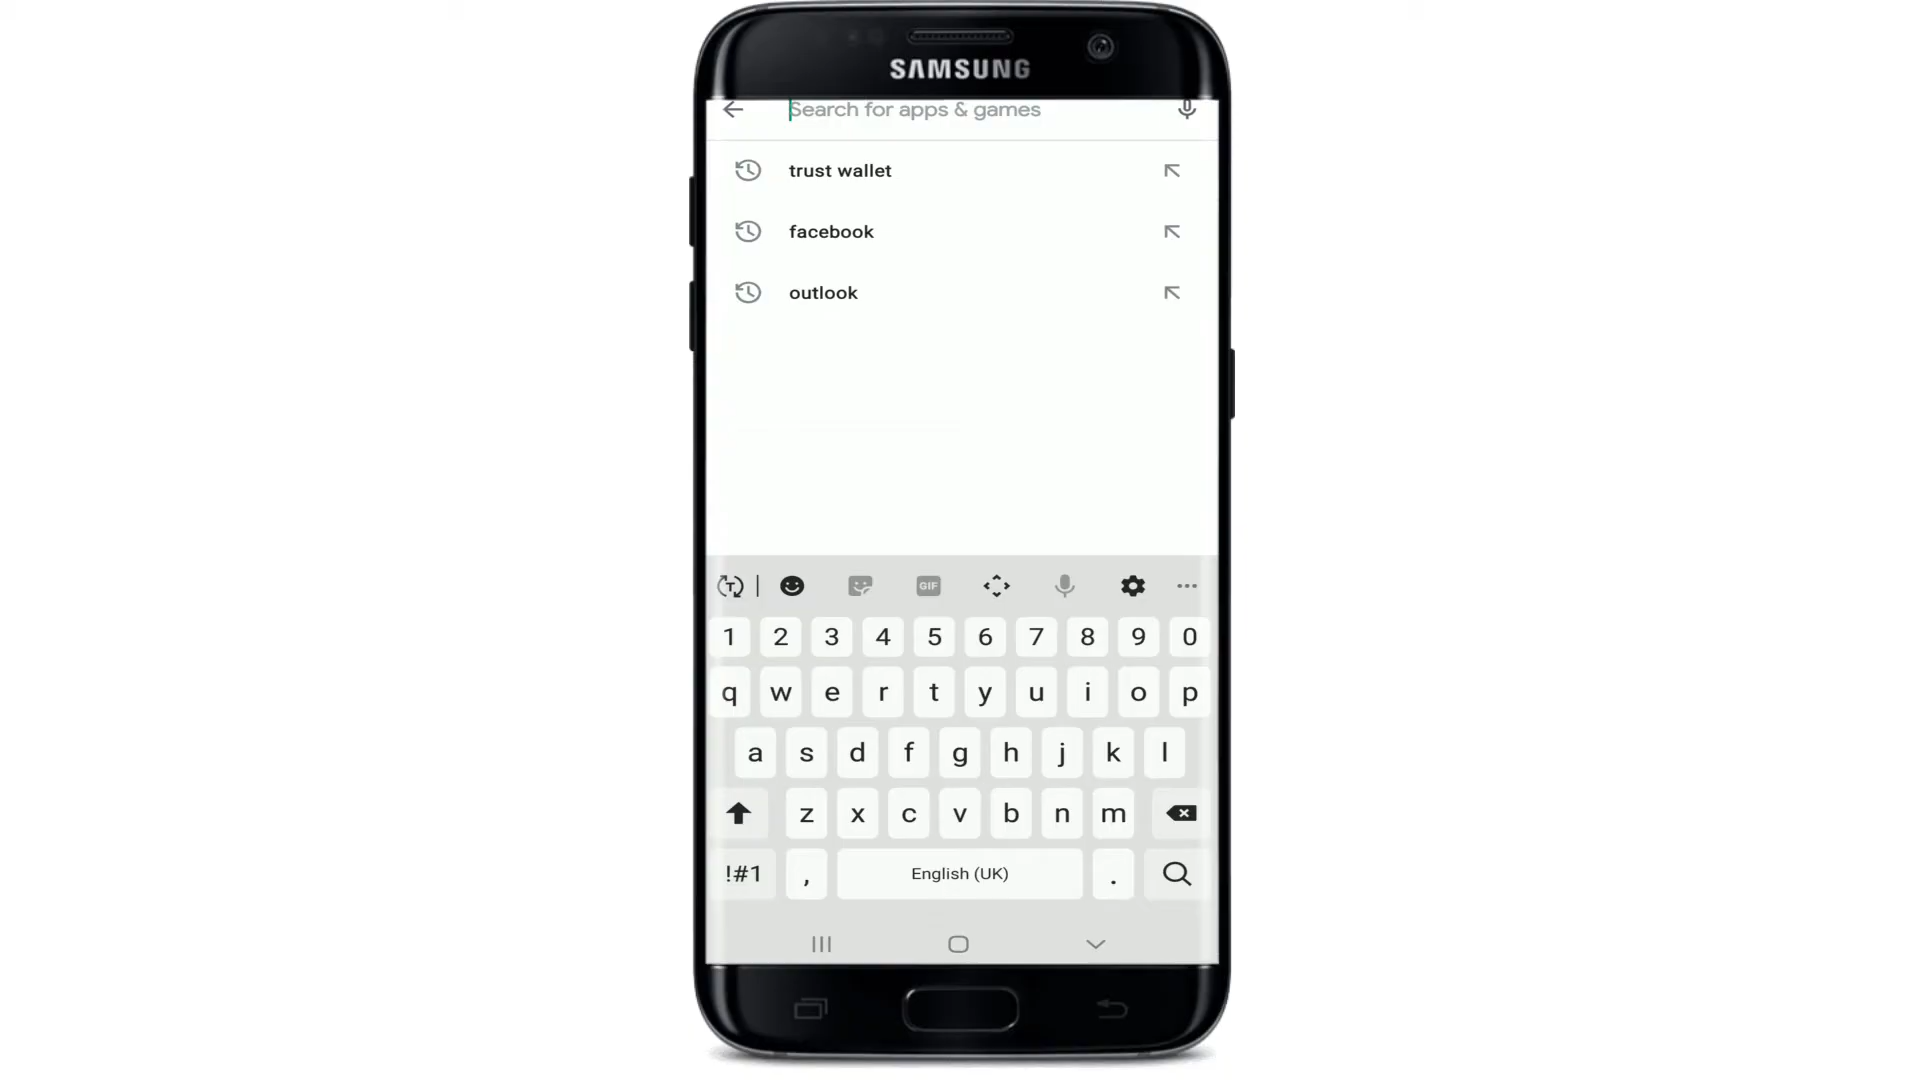 SAMSUNG
Search for apps & games
trust wallet
facebook
outlook
GIF
1 2 3 4 5 6 7 8 9 0
q w e r t y u i o p
a s d f g h j k l
z x c v b n m
!#1 , English (UK) .